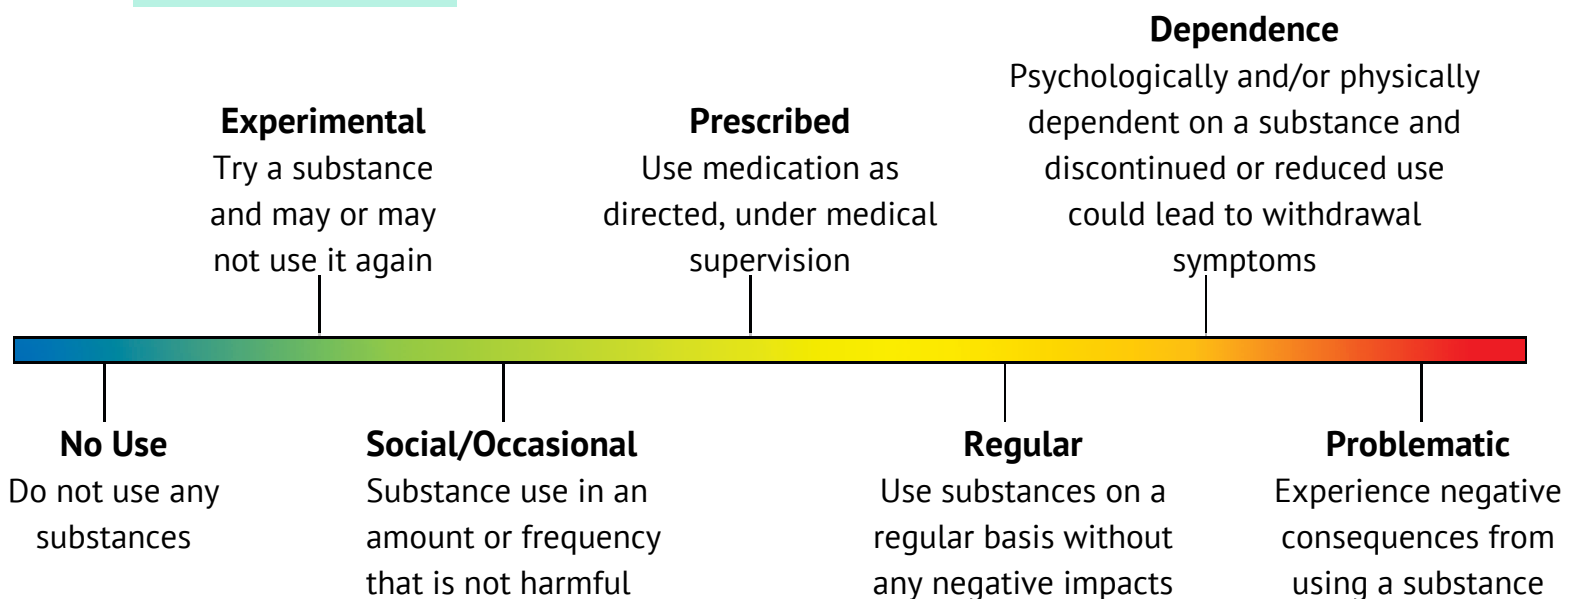 Dependence
Psychologically and/or physically
dependent on a substance and
discontinued or reduced use
could lead to withdrawal
symptoms
Experimental
Try a substance
and may or may
not use it again
Prescribed
Use medication as
directed, under medical
supervision
No Use
Do not use any
substances
Social/Occasional
Substance use in an
amount or frequency
that is not harmful
Regular
Use substances on a
regular basis without
any negative impacts
Problematic
Experience negative
consequences from
using a substance